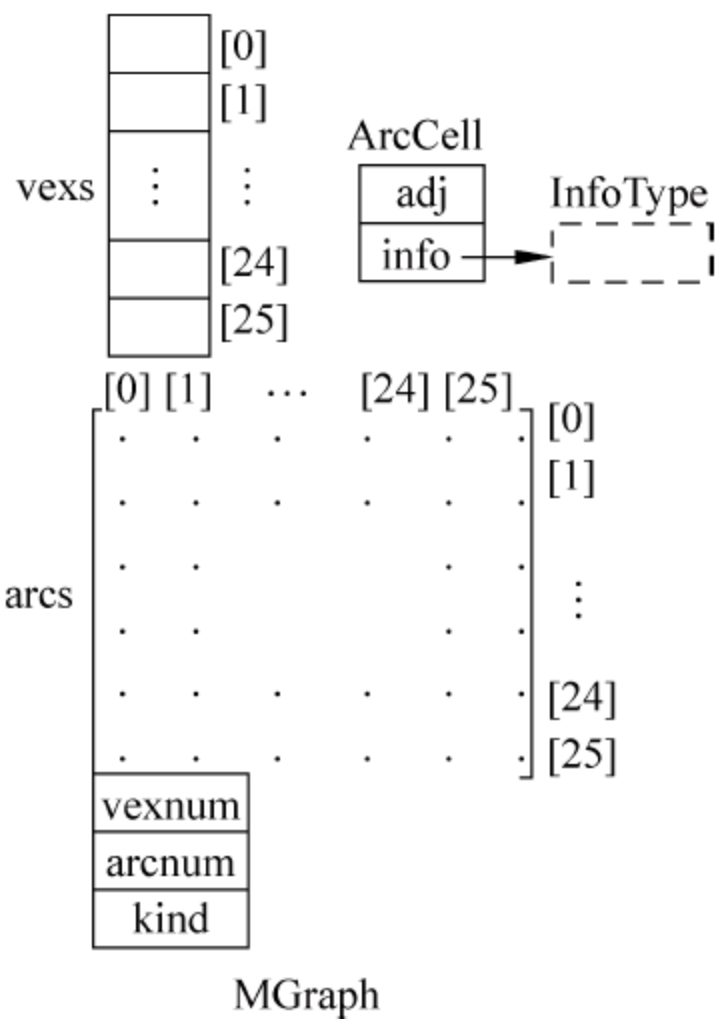 [0]
[1]
ArcCell
vexs ⋮ ⋮ adj InfoType
info
[24]
[25]
[0] [1] ⋯ [24] [25]
[0]
[1]
arcs ⋮
[24]
[25]
vexnum
arcnum
kind
MGraph